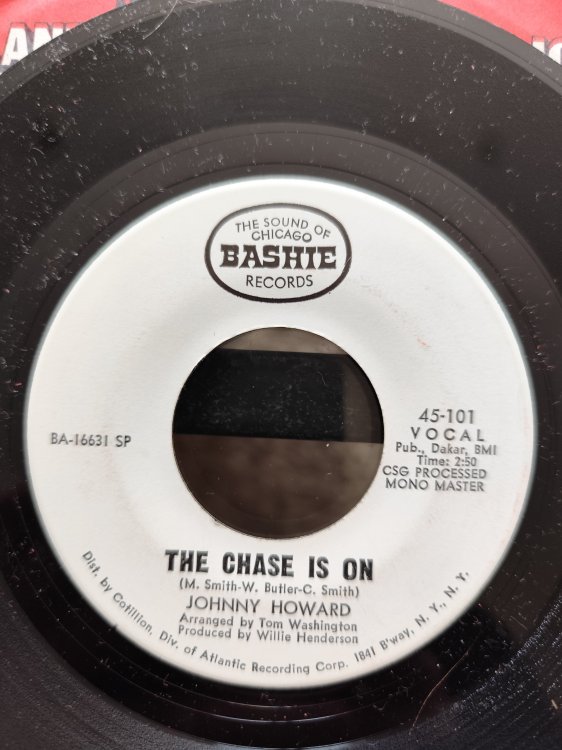 THE SOUND OF
CHICAGO
BASHIE
RECORDS
45-101
VOCAL
BA-16631 SP
Pub., Dakar, BMI
Time: 2:50
CSG PROCESSED
MONO MASTER
THE CHASE IS ON
(M. Smith-W. Butler-C. Smith)
JOHNNY HOWARD
Arranged by Tom Washington
Produced by Willie Henderson
Dist. by Cotillion, Div. of Atlantic Recording Corp. 1841 B'way, N. Y., N. Y.